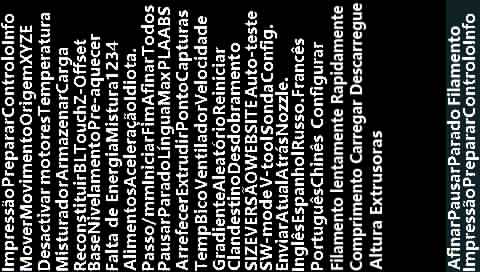 ImpressãoPrepararControloInfo
MoverMovimentoOrigemXYZE
Desactivar motoresTemperatura
MisturadorArmazenarCarga
ReconstituirBLTouchZ-Offset
BaseNivelamentoPre-aquecer
Falta de EnergiaMistura1234
AlimentosAceleraçãoIdiota.
Passo/mmIniciarFimAfinarTodos
PausarParadoLínguaMaxPLAABS
ArrefecerExtrudirPontoCapturas
TempBicoVentiladorVelocidade
GradienteAleatórioReiniciar
ClandestinoDesdobramento
SIZEVERSÃOWEBSITEAuto-teste
SW-modeV-toolSondaConfig.
EnviarAtualAtrásNozzle.
InglêsEspanholRusso.Francês
PortuguêsChinês Configurar
Filamento lentamente Rapidamente
Comprimento Carregar Descarregue
Altura Extrusoras
AfinarPausarParado Filamento
ImpressãoPrepararControloInfo